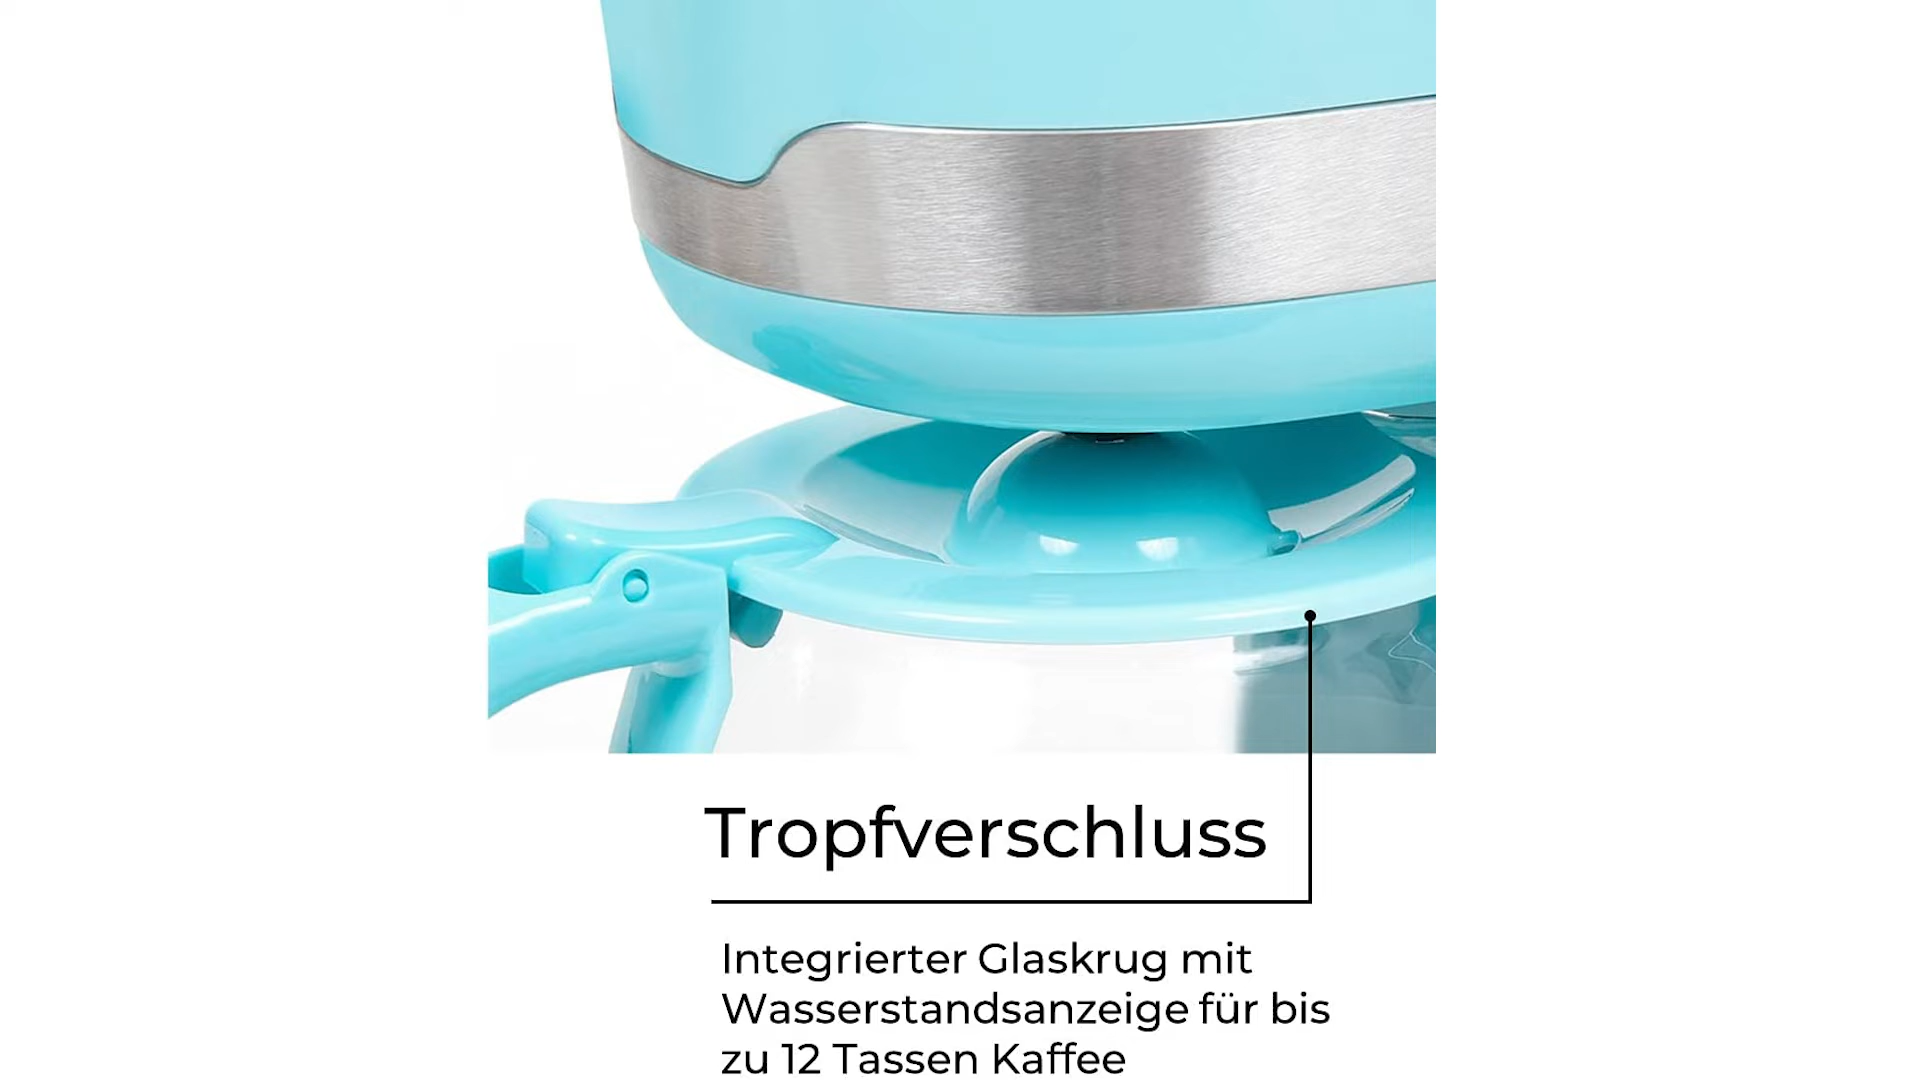 Tropfverschluss
Integrierter Glaskrug mit
Wasserstandsanzeige für bis
zu 12 Tassen Kaffee